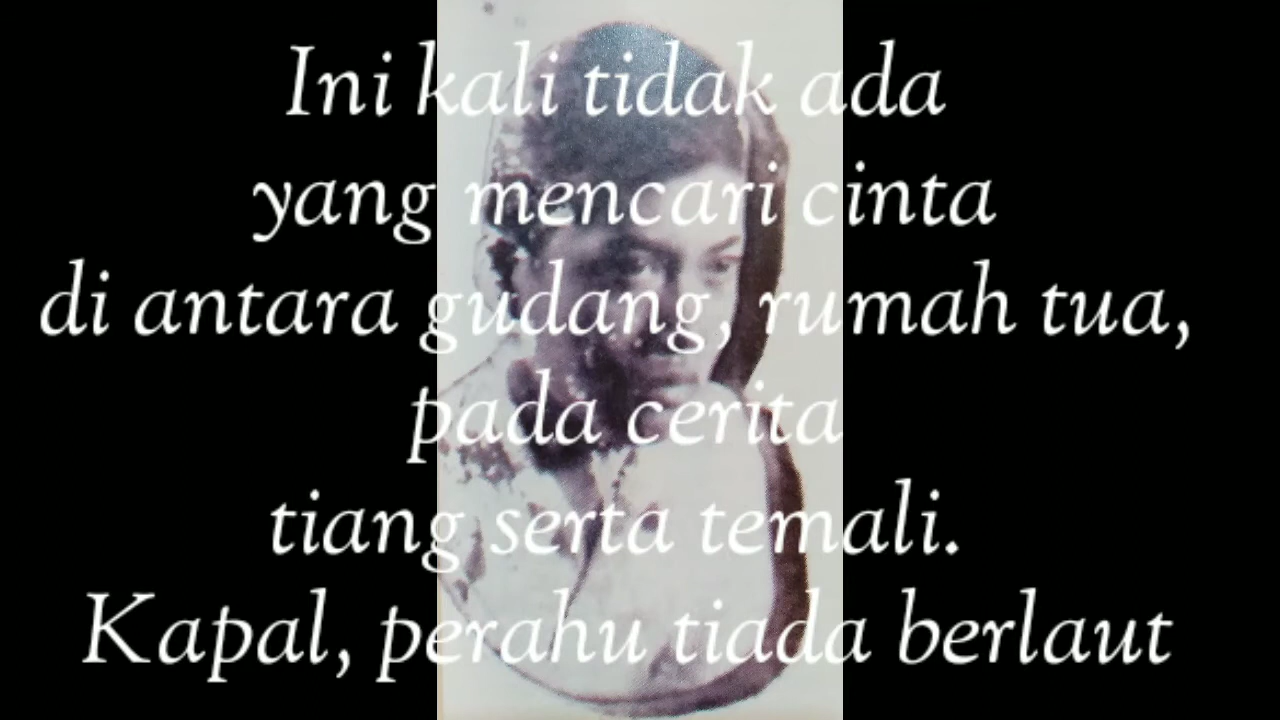 Ini kali tidak ada
yang mencari cinta
di antara gudang, rumah tua,
pada cerita
tiang serta temali.
Kapal, perahu tiada berlaut